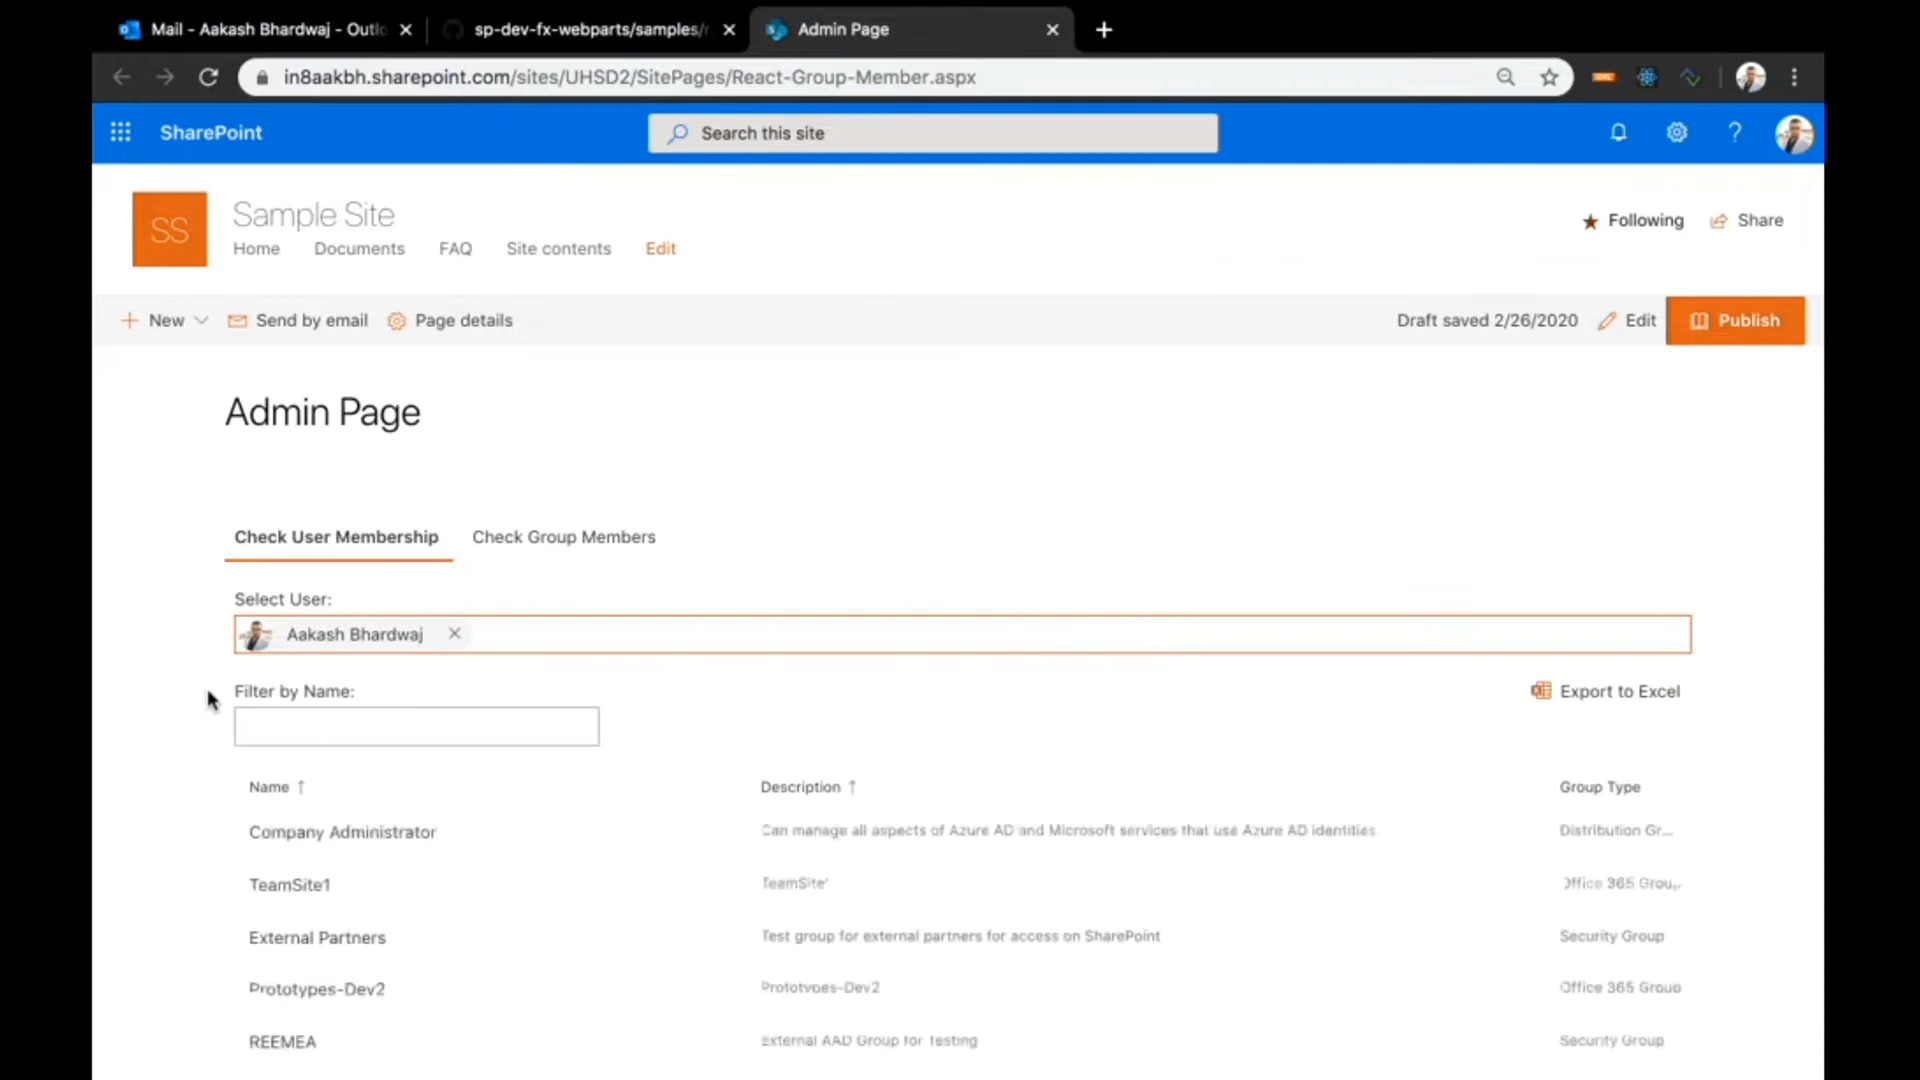 Mail - Aakash Bhardwaj - Outlo
sp-dev-fx-webparts/samples/r
Admin Page
in8aakbh.sharepoint.com/sites/UHSD2/SitePages/React-Group-Member.aspx
SharePoint
Search this site
SS
Sample Site
Following
Share
Home
Documents
FAQ
Site contents
Edit
New
Send by email
Page details
Draft saved 2/26/2020
Edit
Publish
Admin Page
Check User Membership
Check Group Members
Select User:
Aakash Bhardwaj
Filter by Name:
Export to Excel
Name ↑
Description ↑
Group Type
Company Administrator
Can manage all aspects of Azure AD and Microsoft services that use Azure AD identities.
Distribution Gr...
TeamSite1
TeamSite1
Office 365 Group
External Partners
Test group for external partners for access on SharePoint
Security Group
Prototypes-Dev2
Prototypes-Dev2
Office 365 Group
REEMEA
External AAD Group for Testing
Security Group